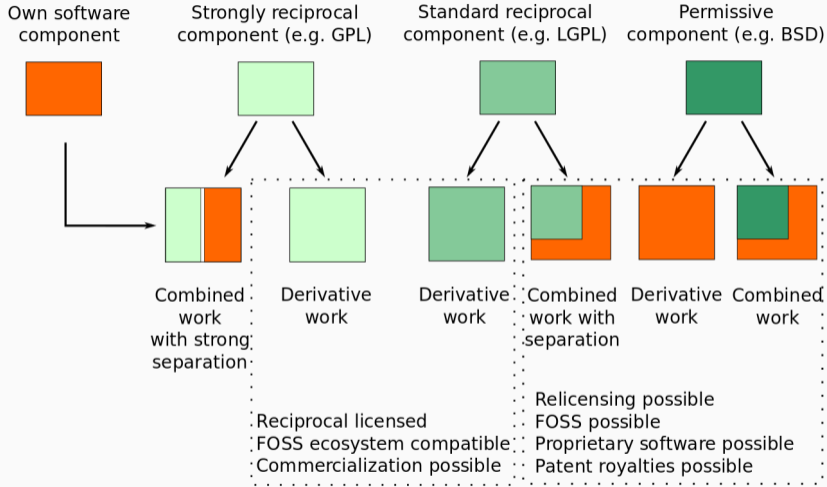 Own software
component
Strongly reciprocal
component (e.g. GPL)
Standard reciprocal
component (e.g. LGPL)
Permissive
component (e.g. BSD)
Combined
work
with strong
separation
Derivative
work
Derivative
work
Combined
work with
separation
Derivative
work
Combined
work
Reciprocal licensed
FOSS ecosystem compatible
Commercialization possible
Relicensing possible
FOSS possible
Proprietary software possible
Patent royalties possible